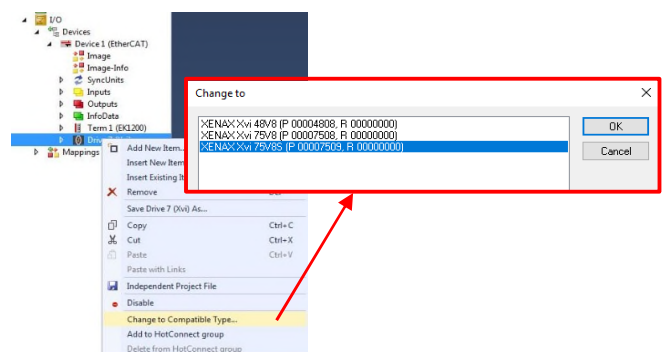 I/O
Devices
Device 1 (EtherCAT)
Image
Image-Info
SyncUnits
Inputs
Outputs
InfoData
Term 1 (EK1200)
Mappings
Add New Item...
Insert New Item
Insert Existing
Remove
Save Drive 7 (Xvi) As...
Copy Ctrl+C
Cut Ctrl+X
Paste Ctrl+V
Paste with Links
Independent Project File
Disable
Change to Compatible Type...
Add to HotConnect group
Delete from HotConnect group
Change to
XENAX Xvi 48V8 (P 00004808, R 00000000)
XENAX Xvi 75V8 (P 00007508, R 00000000)
XENAX Xvi 75V8S (P 00007509, R 00000000)
OK
Cancel